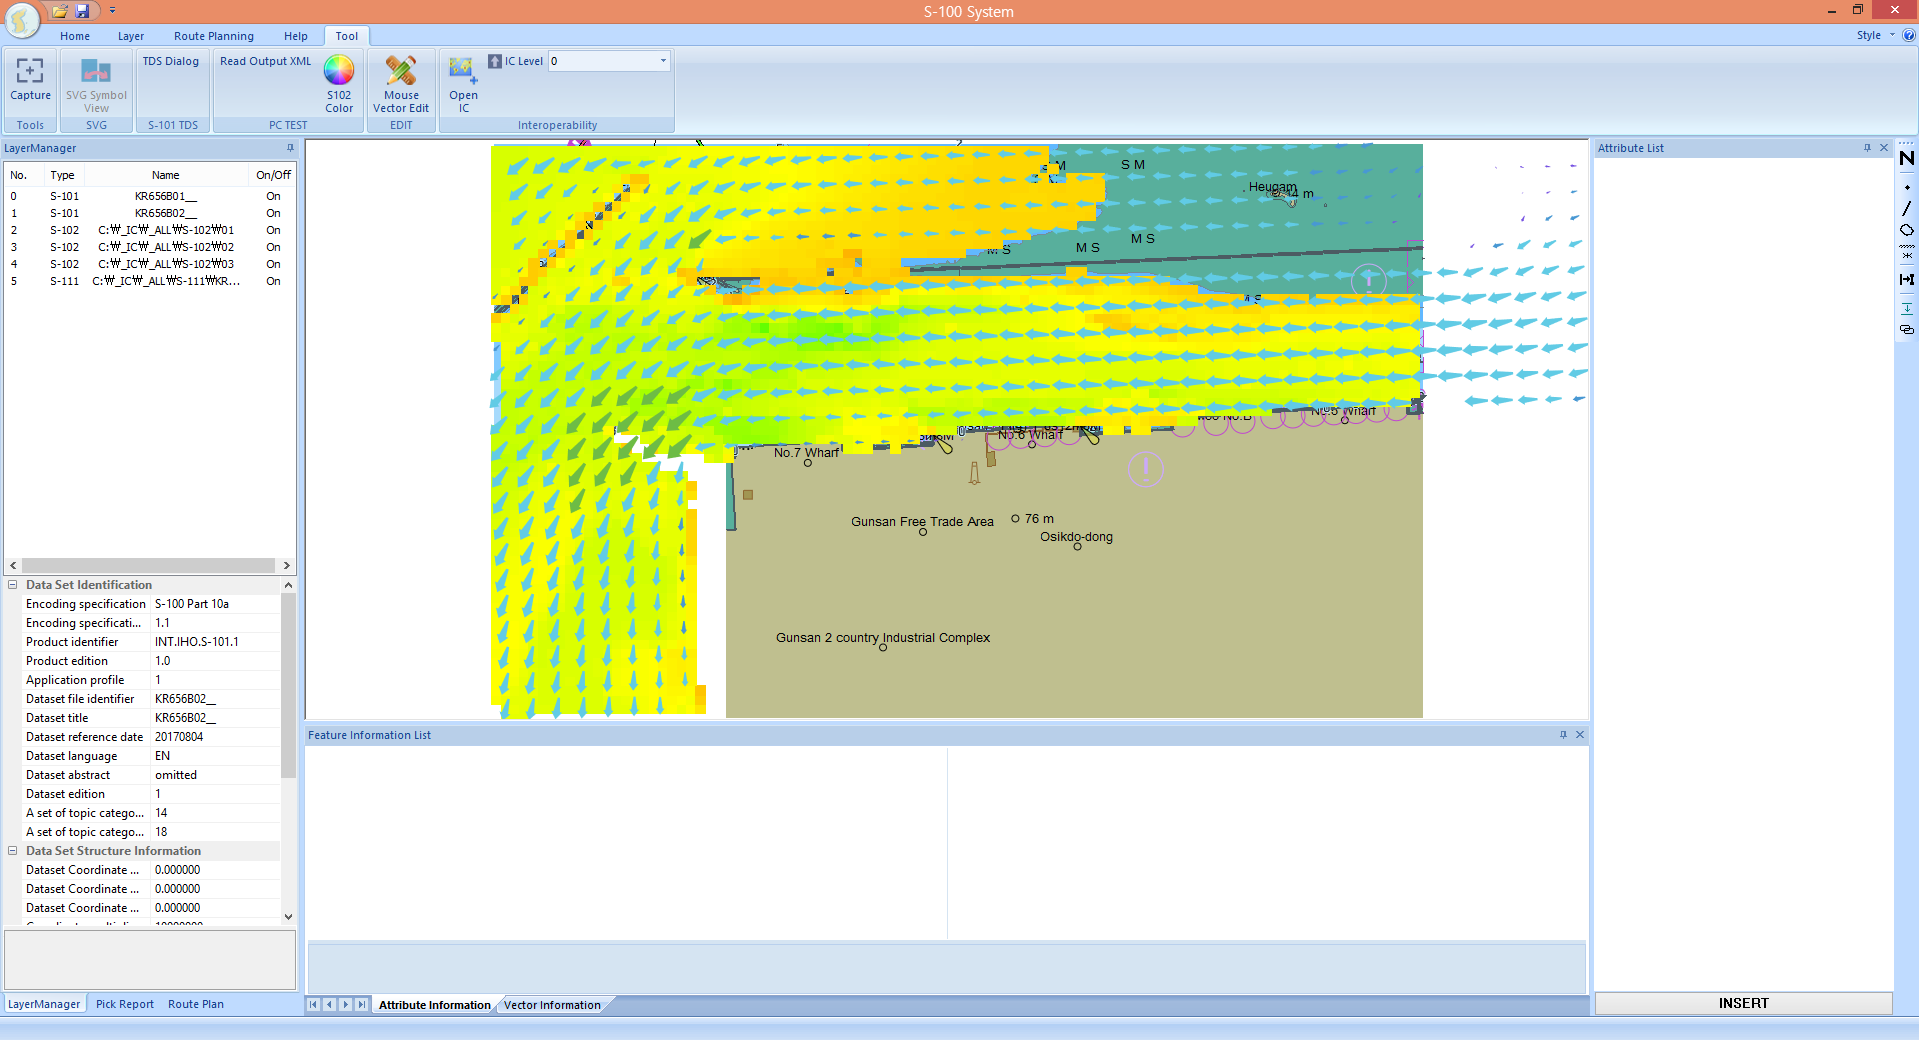 S-100 System
Home Layer Route Planning Help Tool Style
Capture
SVG Symbol View
TDS Dialog
Read Output XML
S102 Color
Mouse Vector Edit
Open IC
IC Level 0
Tools SVG S-101 TDS PC TEST EDIT Interoperability
LayerManager
No. Type Name On/Off
0 S-101 KR656B01__ On
1 S-101 KR656B02__ On
2 S-102 C:₩_IC₩_ALL₩S-102₩01 On
3 S-102 C:₩_IC₩_ALL₩S-102₩02 On
4 S-102 C:₩_IC₩_ALL₩S-102₩03 On
5 S-111 C:₩_IC₩_ALL₩S-111₩KR... On
Data Set Identification
Encoding specification S-100 Part 10a
Encoding specificati... 1.1
Product identifier INT.IHO.S-101.1
Product edition 1.0
Application profile 1
Dataset file identifier KR656B02__
Dataset title KR656B02__
Dataset reference date 20170804
Dataset language EN
Dataset abstract omitted
Dataset edition 1
A set of topic catego... 14
A set of topic catego... 18
Data Set Structure Information
Dataset Coordinate ... 0.000000
Dataset Coordinate ... 0.000000
Dataset Coordinate ... 0.000000
LayerManager Pick Report Route Plan
S M
Heugam
M S
M S
M S
No.5 Wharf
No.6 Wharf
No.7 Wharf
Gunsan Free Trade Area
76 m
Osikdo-dong
Gunsan 2 country Industrial Complex
Feature Information List
Attribute Information Vector Information
Attribute List
INSERT
N